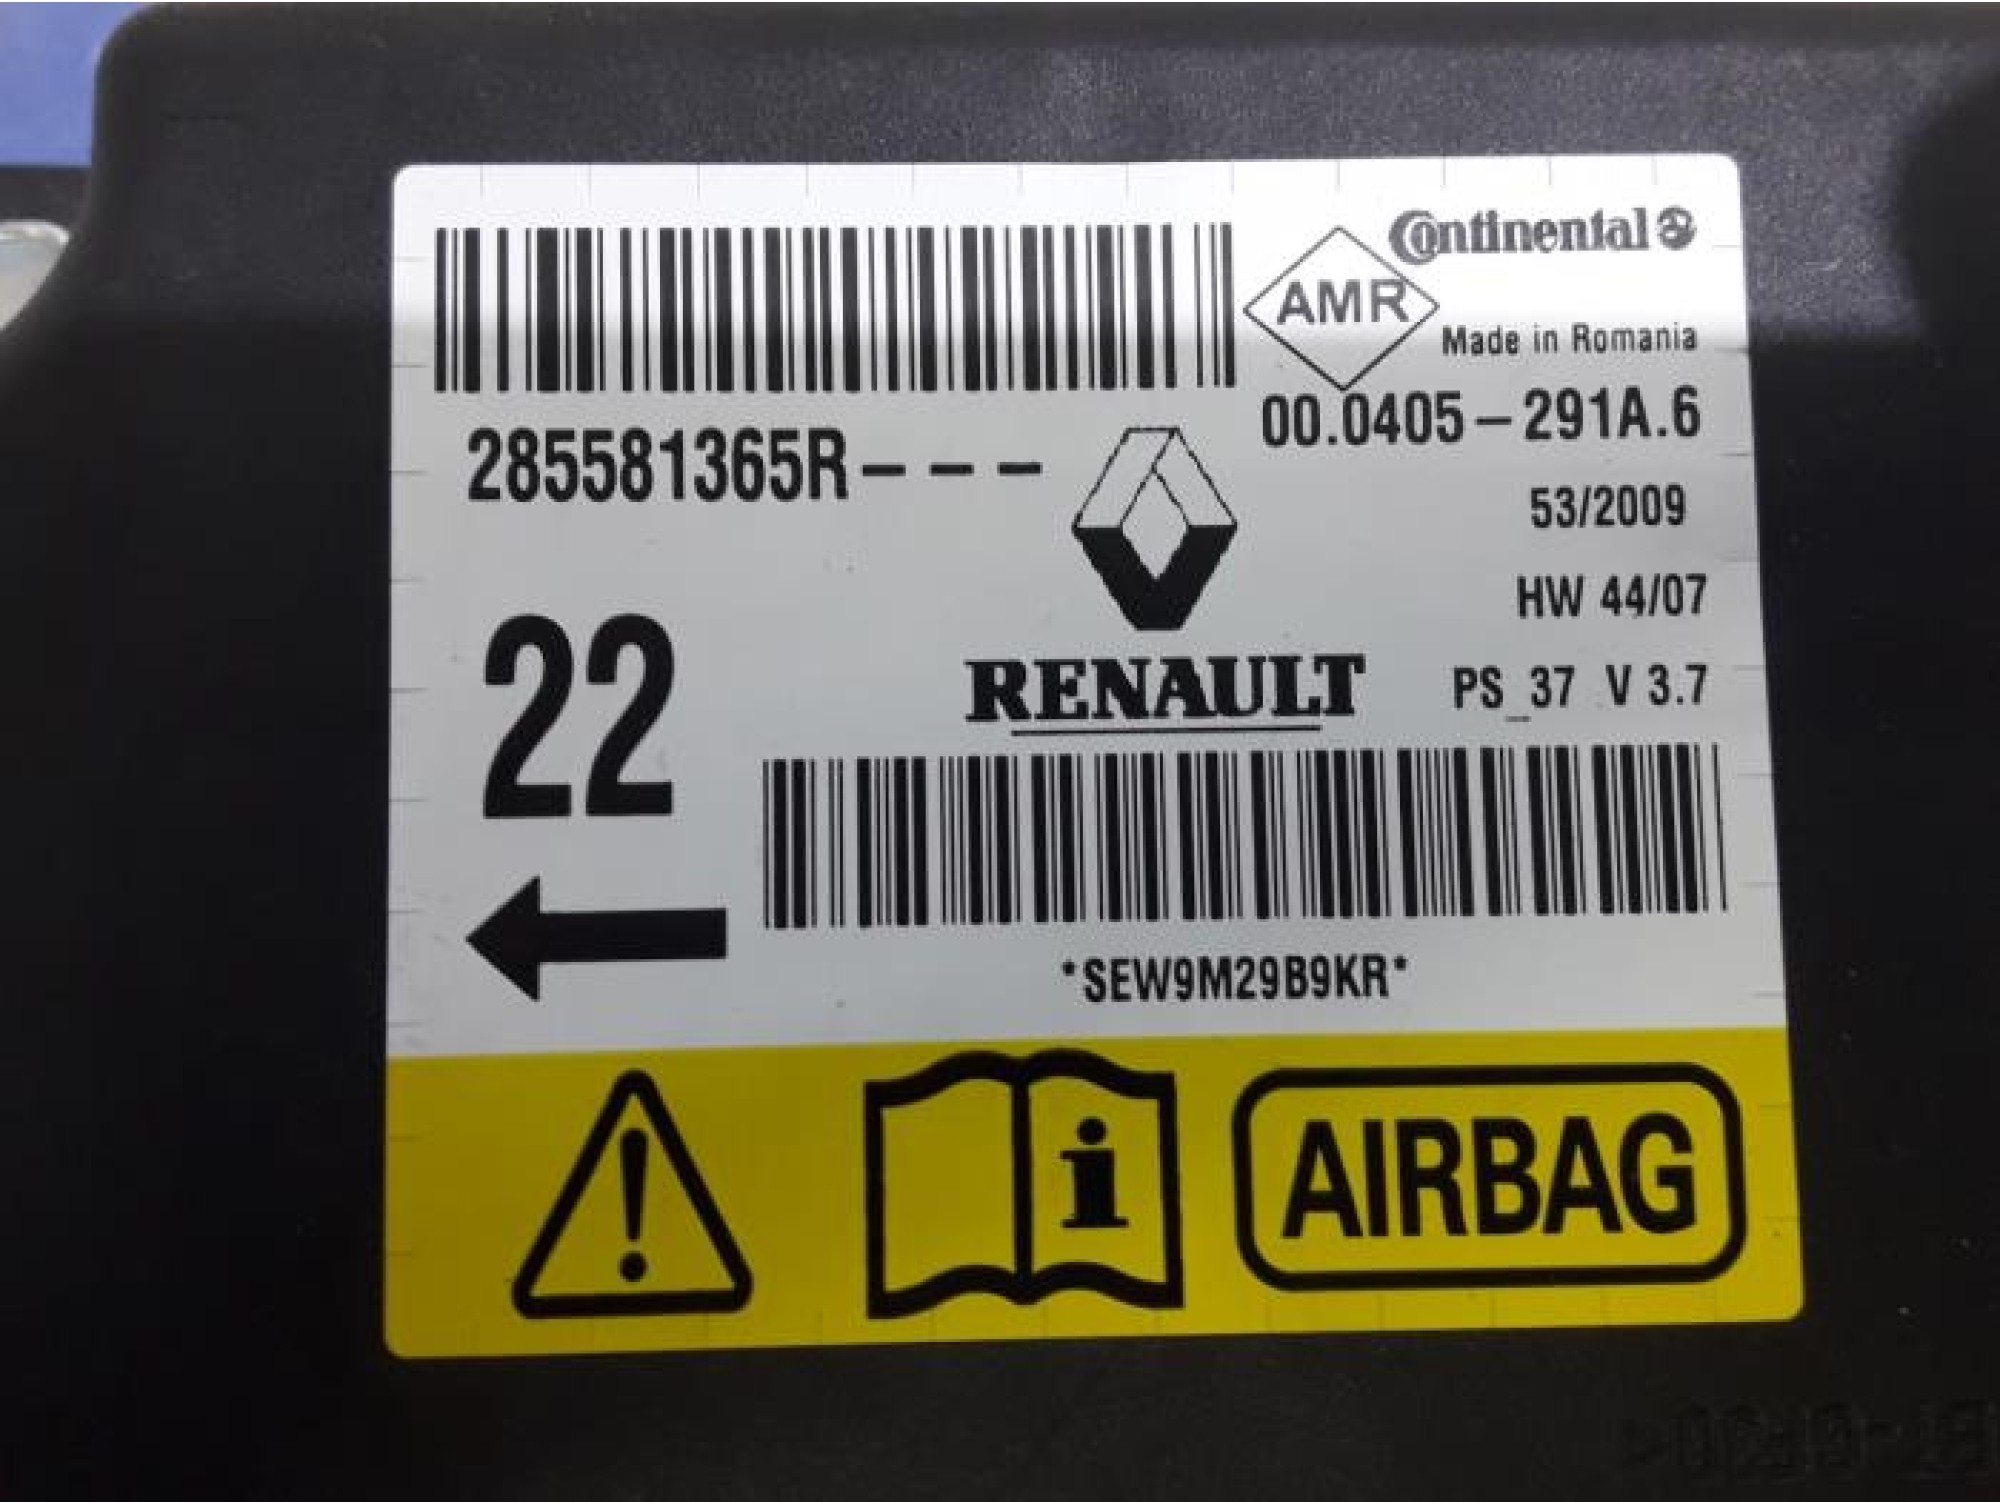 Continental
AMR
Made in Romania
285581365R---
00.0405-291A.6
53/2009
HW 44/07
22
RENAULT
PS_37 V 3.7
*SEW9M29B9KR*
i
AIRBAG